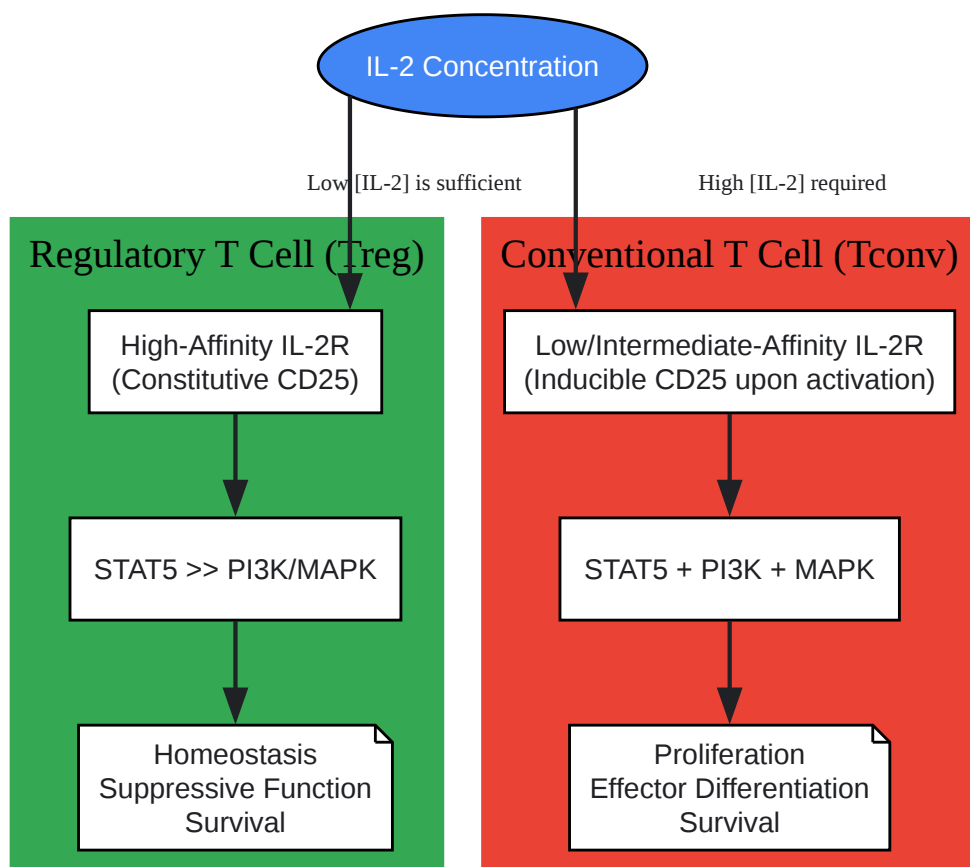 IL-2 Concentration
Low [IL-2] is sufficient
High [IL-2] required
Regulatory T Cell (Treg)
High-Affinity IL-2R
(Constitutive CD25)
STAT5 >> PI3K/MAPK
Homeostasis
Suppressive Function
Survival
Conventional T Cell (Tconv)
Low/Intermediate-Affinity IL-2R
(Inducible CD25 upon activation)
STAT5 + PI3K + MAPK
Proliferation
Effector Differentiation
Survival